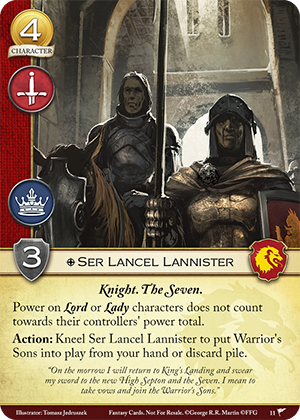 4
CHARACTER
3
Ser Lancel Lannister
Knight. The Seven.
Power on Lord or Lady characters does not count
towards their controllers' power total.
Action: Kneel Ser Lancel Lannister to put Warrior's
Sons into play from your hand or discard pile.
"On the morrow I will return to King's Landing and swear
my sword to the new High Septon and the Seven. I mean to
take vows and join the Warrior's Sons."
Illustrator: Tomasz Jedruszek Fantasy Cards. Not For Resale. ©George R.R. Martin ©FFG 11